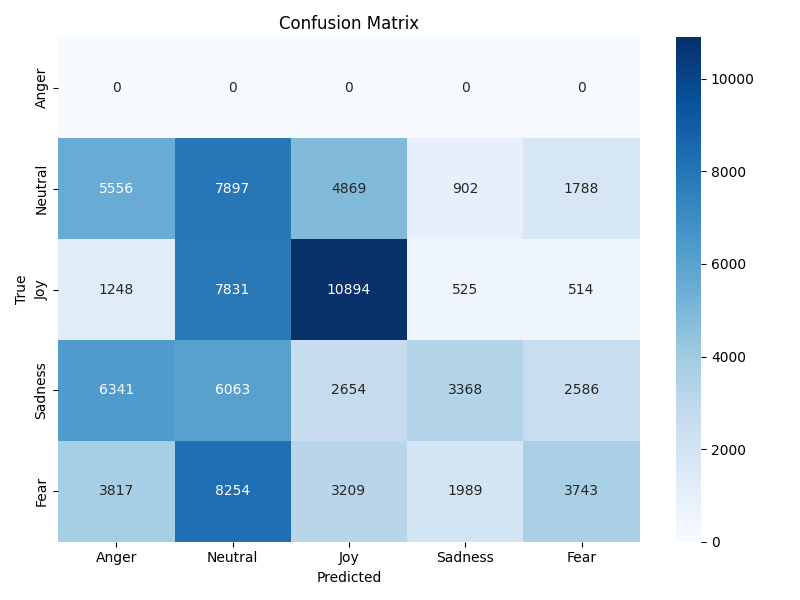 Confusion Matrix
Anger 0 0 0 0 0
Neutral 5556 7897 4869 902 1788
Joy 1248 7831 10894 525 514
Sadness 6341 6063 2654 3368 2586
Fear 3817 8254 3209 1989 3743
True
Anger Neutral Joy Sadness Fear
Predicted
10000
8000
6000
4000
2000
0